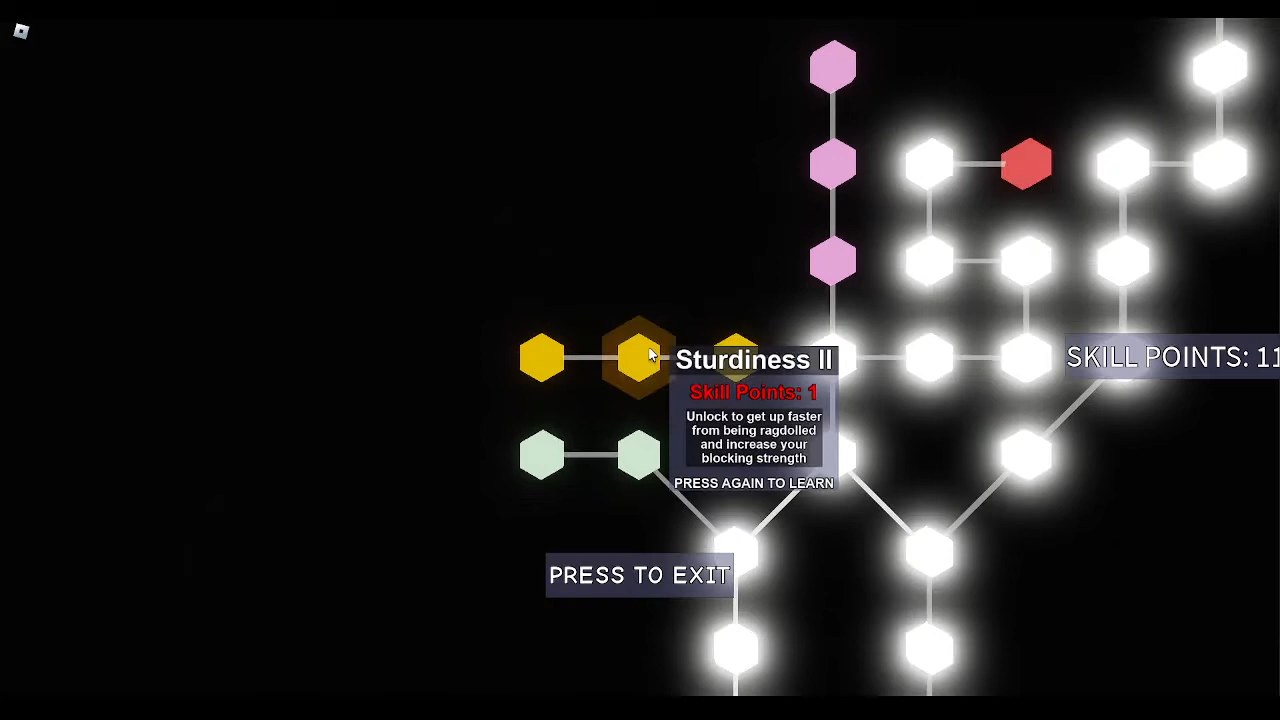 Sturdiness II
SKILL POINTS: 11
Skill Points: 1
Unlock to get up faster
from being ragdolled
and increase your
blocking strength
PRESS AGAIN TO LEARN
PRESS TO EXIT